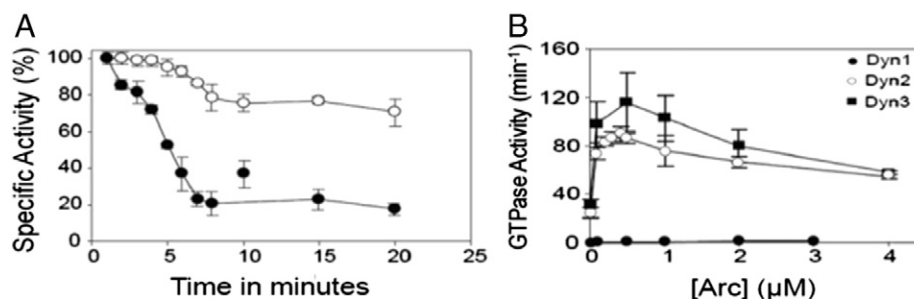 A
Specific Activity (%)
100
80
60
40
20
0
0
5
10
15
20
25
Time in minutes
B
GTPase Activity (min-1)
160
120
80
40
0
0
1
2
3
4
[Arc] (µM)
Dyn1
Dyn2
Dyn3